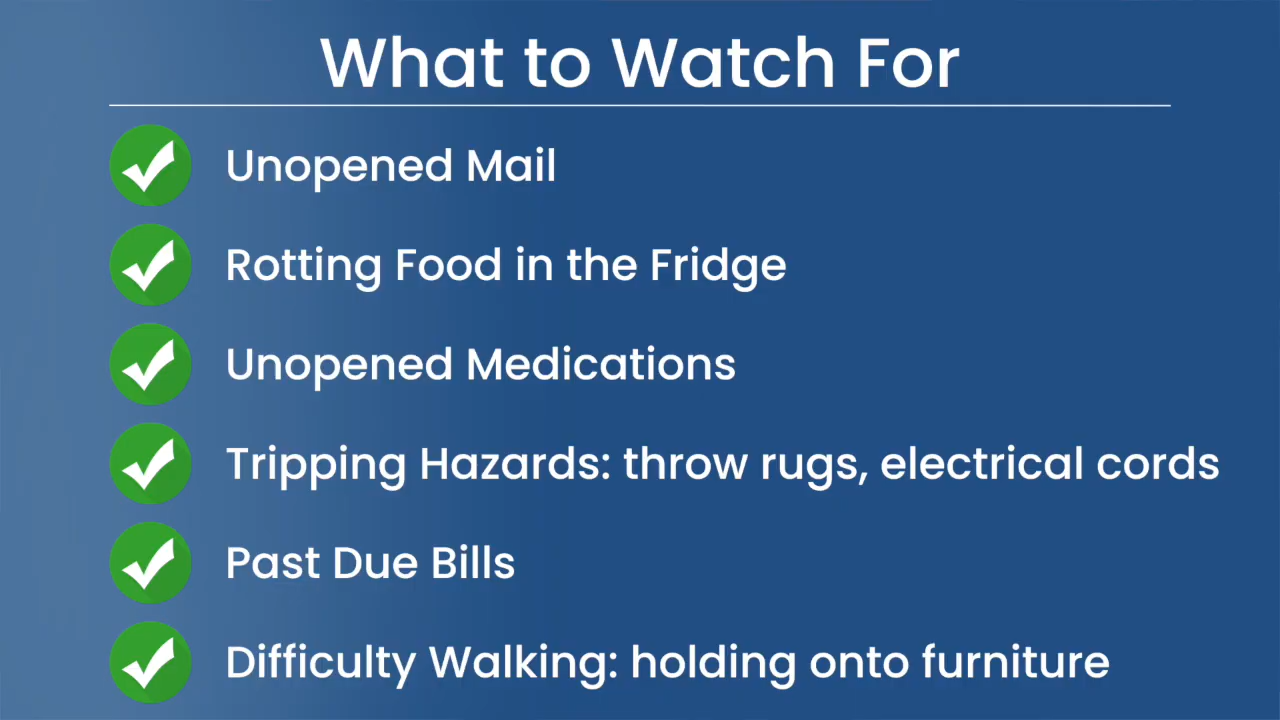 What to Watch For
Unopened Mail
Rotting Food in the Fridge
Unopened Medications
Tripping Hazards: throw rugs, electrical cords
Past Due Bills
Difficulty Walking: holding onto furniture